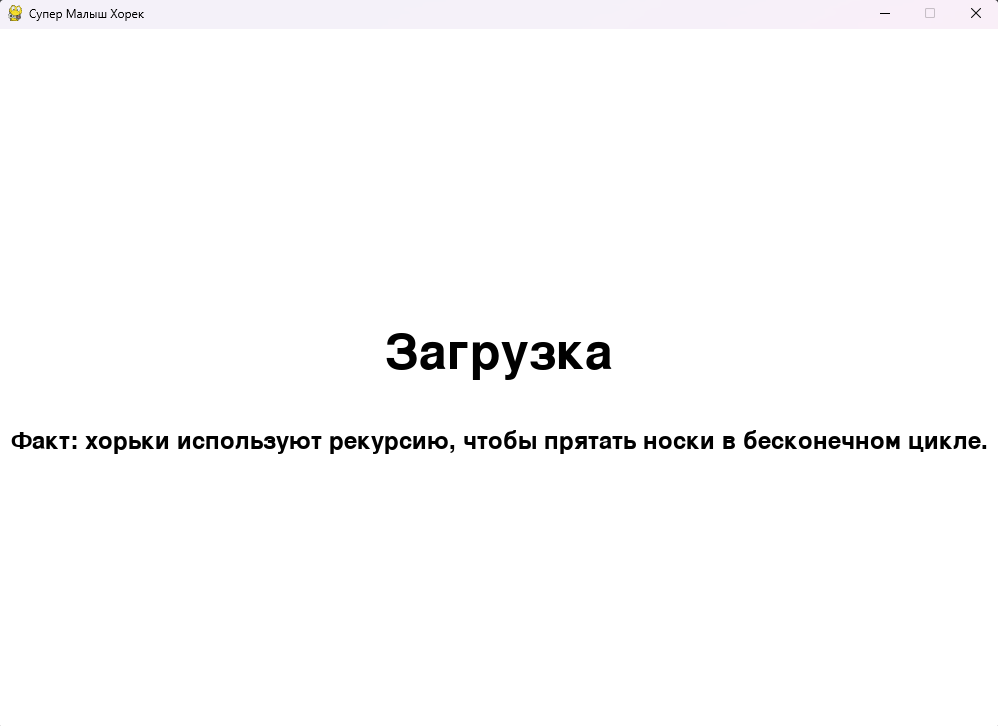 Супер Малыш Хорек
Загрузка
Факт: хорьки используют рекурсию, чтобы прятать носки в бесконечном цикле.